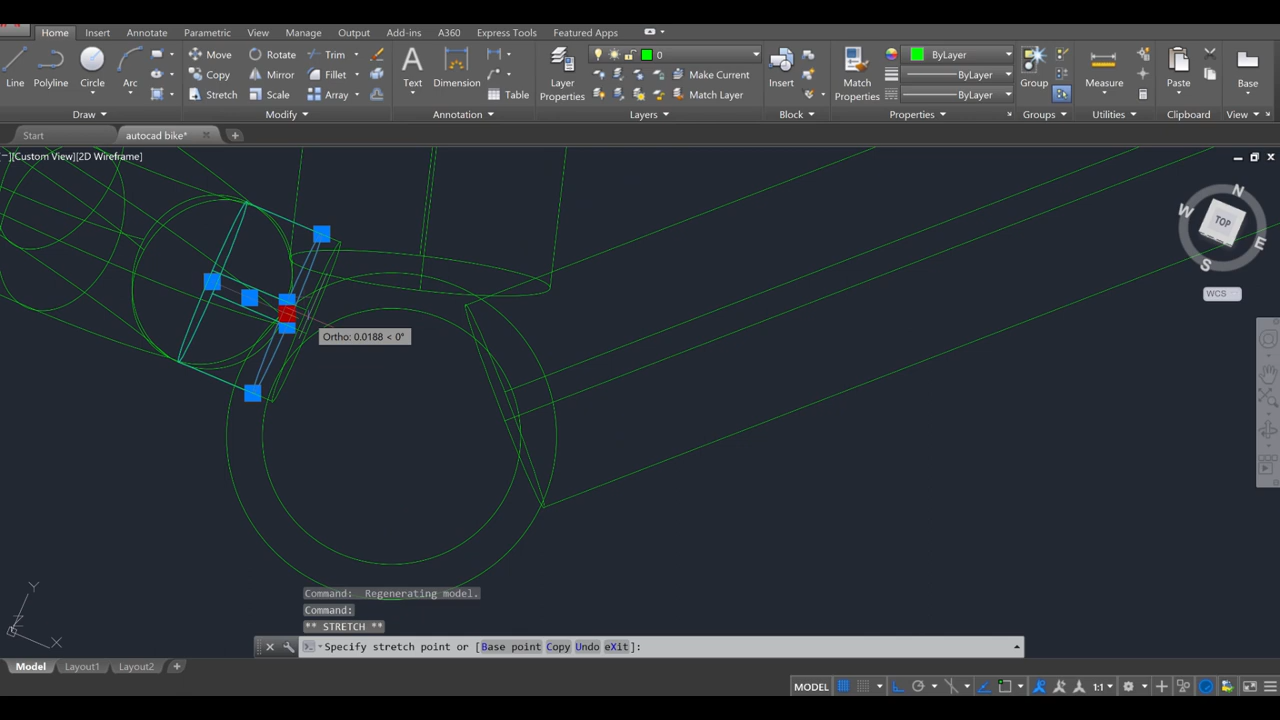 Home Insert Annotate Parametric View Manage Output Add-ins A360 Express Tools Featured Apps
Move Rotate Trim 0 ByLayer
Line Polyline Circle Arc Copy Mirror Fillet Text Dimension Layer Properties Make Current Insert Match Properties ByLayer Group Measure Paste Base
Stretch Scale Array Table Match Layer ByLayer
Draw Modify Annotation Layers Block Properties Groups Utilities Clipboard View
Start autocad bike* +
[−][Custom View][2D Wireframe]
N
W TOP E
S
WCS
Ortho: 0.0188 < 0°
Y
Z
X
Command: Regenerating model.
Command:
** STRETCH **
Specify stretch point or [Base point Copy Undo eXit]:
Model Layout1 Layout2 +
MODEL 1:1